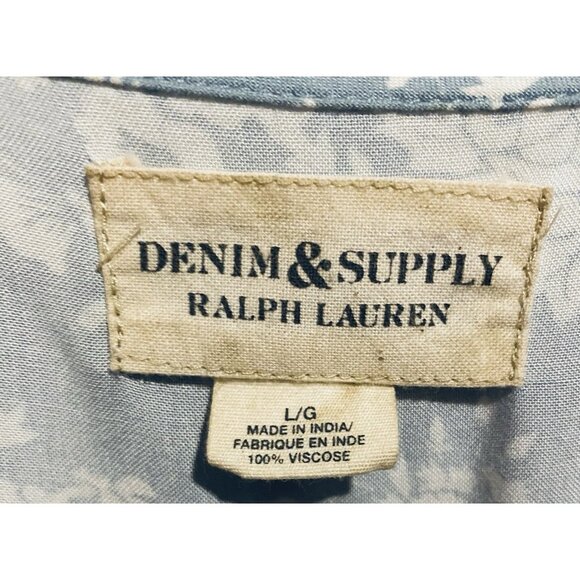 DENIM & SUPPLY
RALPH LAUREN
L/G
MADE IN INDIA/
FABRIQUE EN INDE
100% VISCOSE